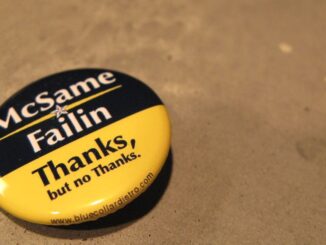 McSame
Failin
Thanks,
but no Thanks.
www.bluecollardistro.com